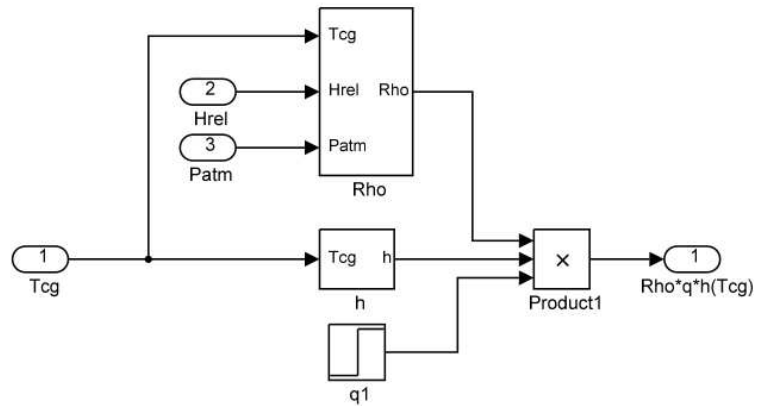 Tcg
2
Hrel
Rho
Hrel
3
Patm
Patm
Rho
1
Tcg
Tcg
h
h
×
Product1
1
Rho*q*h(Tcg)
q1